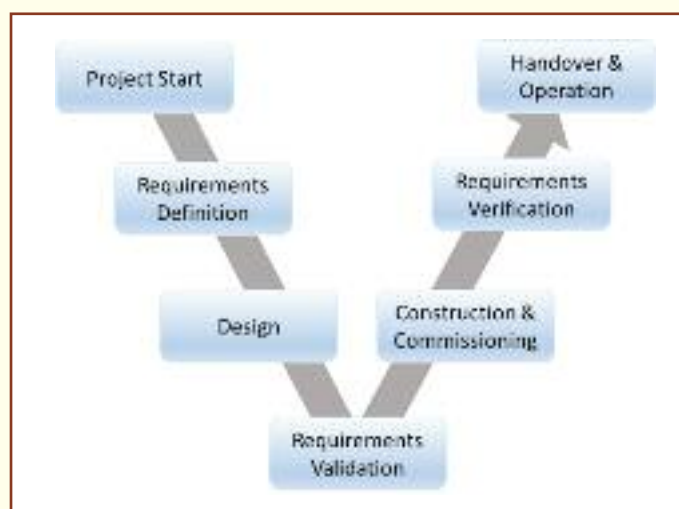 Project Start
Requirements
Definition
Design
Requirements
Validation
Construction &
Commissioning
Requirements
Verification
Handover &
Operation